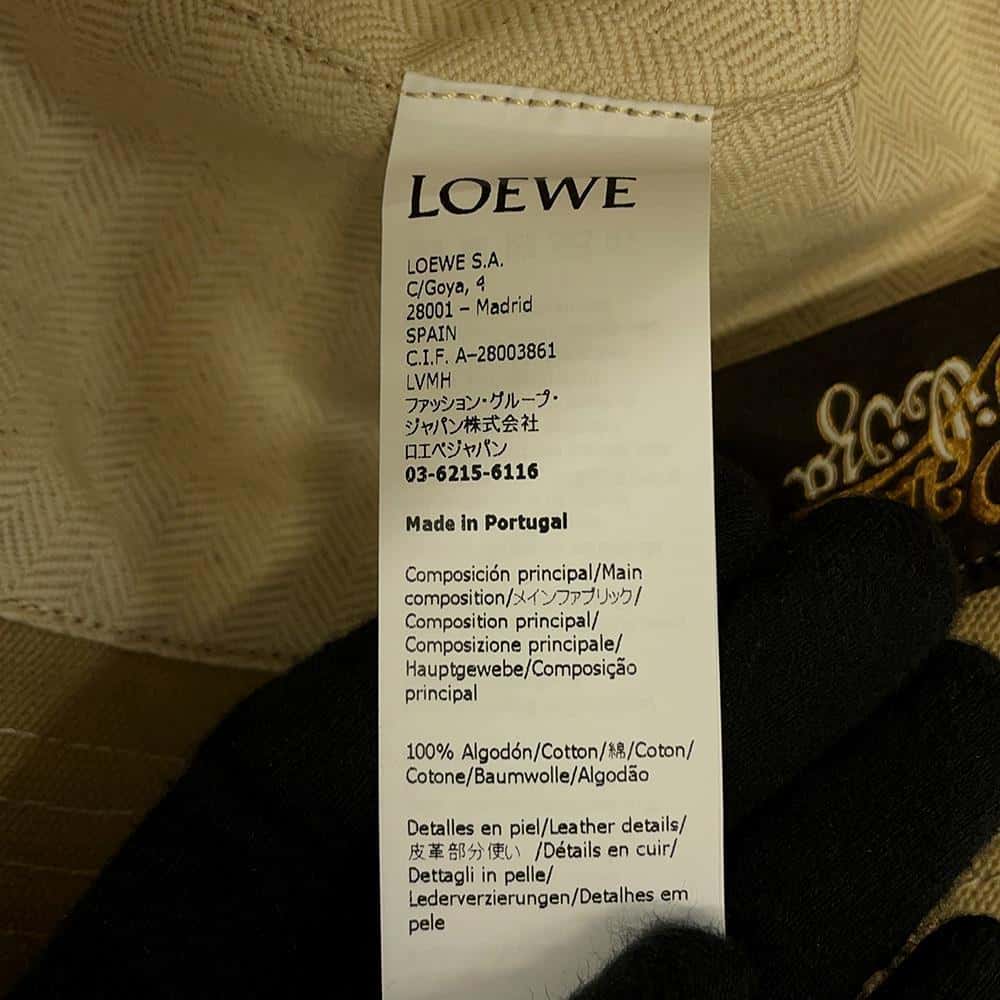 LOEWE
LOEWE S.A.
C/Goya, 4
28001 – Madrid
SPAIN
C.I.F. A-28003861
LVMH
ファッション・グループ・
ジャパン株式会社
ロエベジャパン
03-6215-6116
Made in Portugal
Composición principal/Main
composition/メインファブリック/
Composition principal/
Composizione principale/
Hauptgewebe/Composição
principal
100% Algodón/Cotton/綿/Coton/
Cotone/Baumwolle/Algodão
Detalles en piel/Leather details/
皮革部分使い /Détails en cuir/
Dettagli in pelle/
Lederverzierungen/Detalhes em
pele